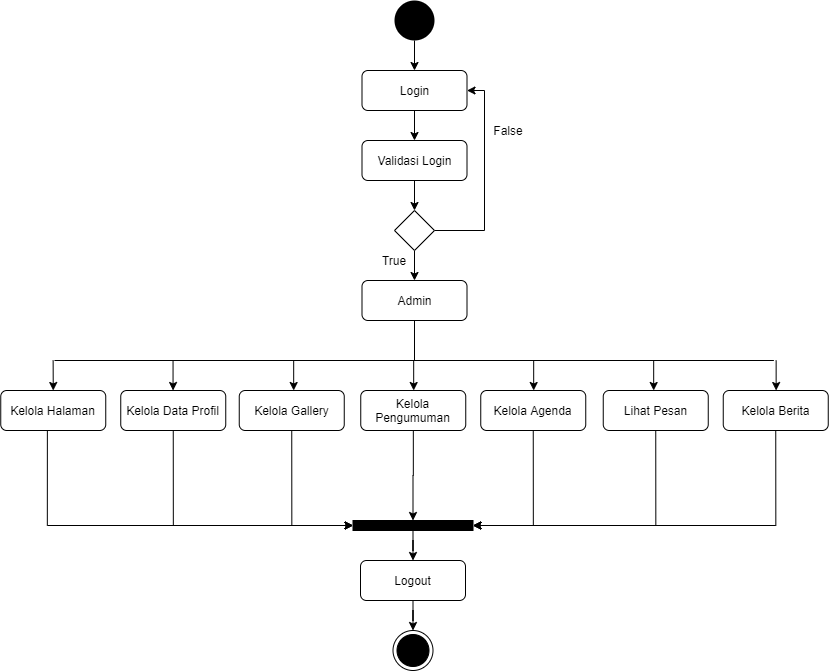 Login
False
Validasi Login
True
Admin
Kelola Halaman
Kelola Data Profil
Kelola Gallery
Kelola
Pengumuman
Kelola Agenda
Lihat Pesan
Kelola Berita
Logout